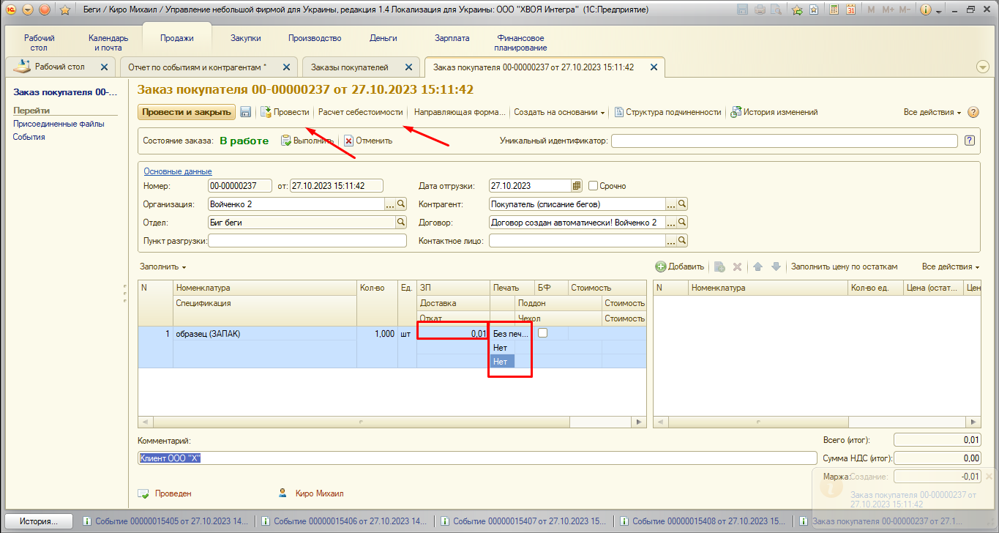 Беги / Киро Михаил / Управление небольшой фирмой для Украины, редакция 1.4 Локализация для Украины: ООО "ХВОЯ Интегра" (1С:Предприятие)
M M+ M-
Рабочий стол
Календарь и почта
Продажи
Закупки
Производство
Деньги
Зарплата
Финансовое планирование
Рабочий стол
Отчет по событиям и контрагентам *
Заказы покупателей
Заказ покупателя 00-00000237 от 27.10.2023 15:11:42
Заказ покупателя 00-...
Перейти
Присоединенные файлы
События
Заказ покупателя 00-00000237 от 27.10.2023 15:11:42
Провести и закрыть
Провести
Расчет себестоимости
Направляющая форма...
Создать на основании
Структура подчиненности
История изменений
Все действия
Состояние заказа: В работе
Выполнить
Отменить
Уникальный идентификатор:
Основные данные
Номер: 00-00000237 от: 27.10.2023 15:11:42
Дата отгрузки: 27.10.2023
Срочно
Организация: Войченко 2
Контрагент: Покупатель (списание бегов)
Отдел: Биг беги
Договор: Договор создан автоматически! Войченко 2
Пункт разгрузки:
Контактное лицо:
Заполнить
Добавить
Заполнить цену по остаткам
Все действия
N Номенклатура Кол-во Ед. ЗП Печать БФ Стоимость
Спецификация Доставка Поддон Стоимость
Откат Чехол Стоимость
1 образец (ЗАПАК) 1,000 шт 0,01 Без печ...
Нет
Нет
N Номенклатура Кол-во ед. Цена (остат... Цен
Комментарий:
Клиент ООО "Х"
Всего (итог): 0,01
Сумма НДС (итог): 0,00
Маржа: -0,01
Создание:
Заказ покупателя 00-00000237 от 27.10.2023 15:11:42
Проведен
Киро Михаил
История...
Событие 00000015405 от 27.10.2023 14...
Событие 00000015406 от 27.10.2023 14...
Событие 00000015407 от 27.10.2023 15...
Событие 00000015408 от 27.10.2023 15...
Заказ покупателя 00-00000237 от 27.1...